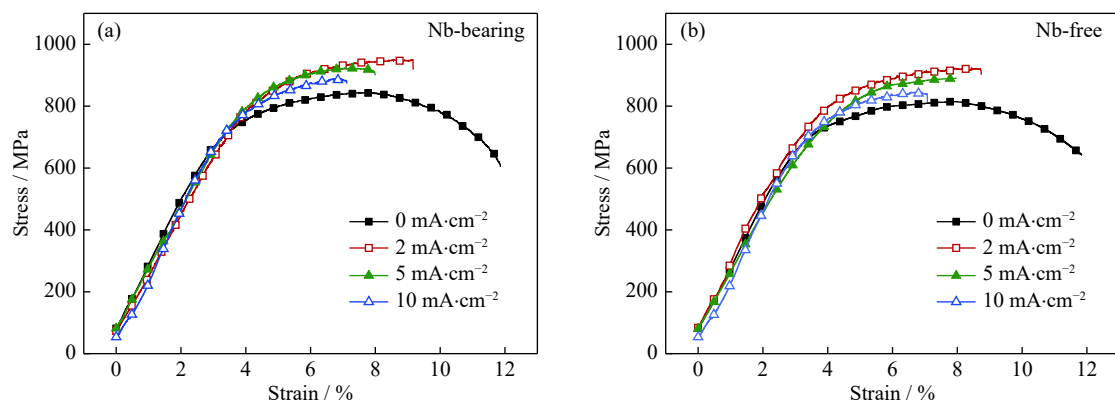 (a)
Nb-bearing
1000
800
600
400
200
0
Stress / MPa
0 mA·cm⁻²
2 mA·cm⁻²
5 mA·cm⁻²
10 mA·cm⁻²
0 2 4 6 8 10 12
Strain / %
(b)
Nb-free
1000
800
600
400
200
0
Stress / MPa
0 mA·cm⁻²
2 mA·cm⁻²
5 mA·cm⁻²
10 mA·cm⁻²
0 2 4 6 8 10 12
Strain / %